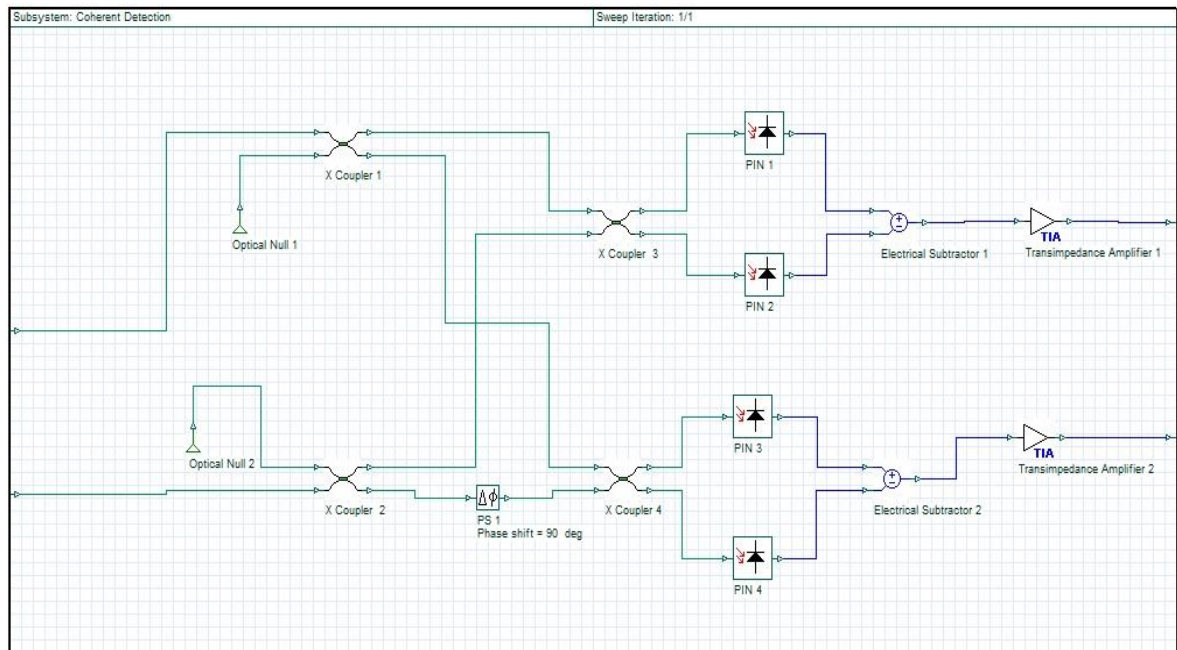 Subsystem: Coherent Detection
Sweep Iteration: 1/1
X Coupler 1
PIN 1
Optical Null 1
X Coupler 3
Electrical Subtractor 1
TIA
Transimpedance Amplifier 1
PIN 2
PIN 3
Optical Null 2
TIA
Transimpedance Amplifier 2
X Coupler 2
Δϕ
PS 1
Phase shift = 90 deg
X Coupler 4
Electrical Subtractor 2
PIN 4